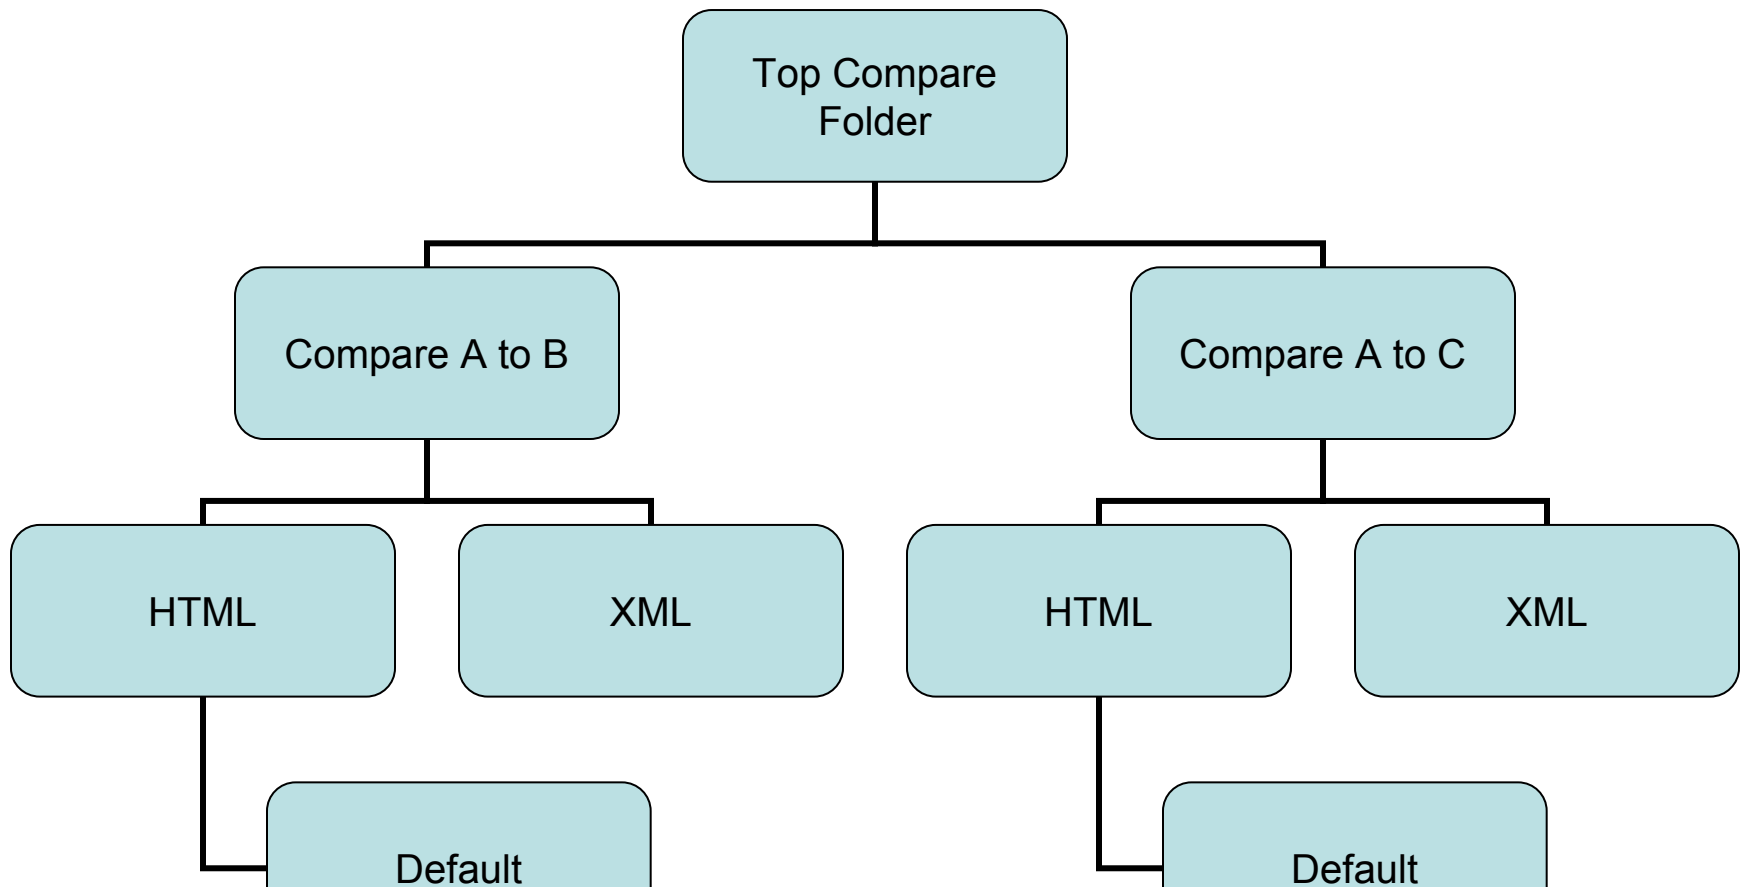 Top Compare
Folder
Compare A to B
Compare A to C
HTML
XML
HTML
XML
Default
Default